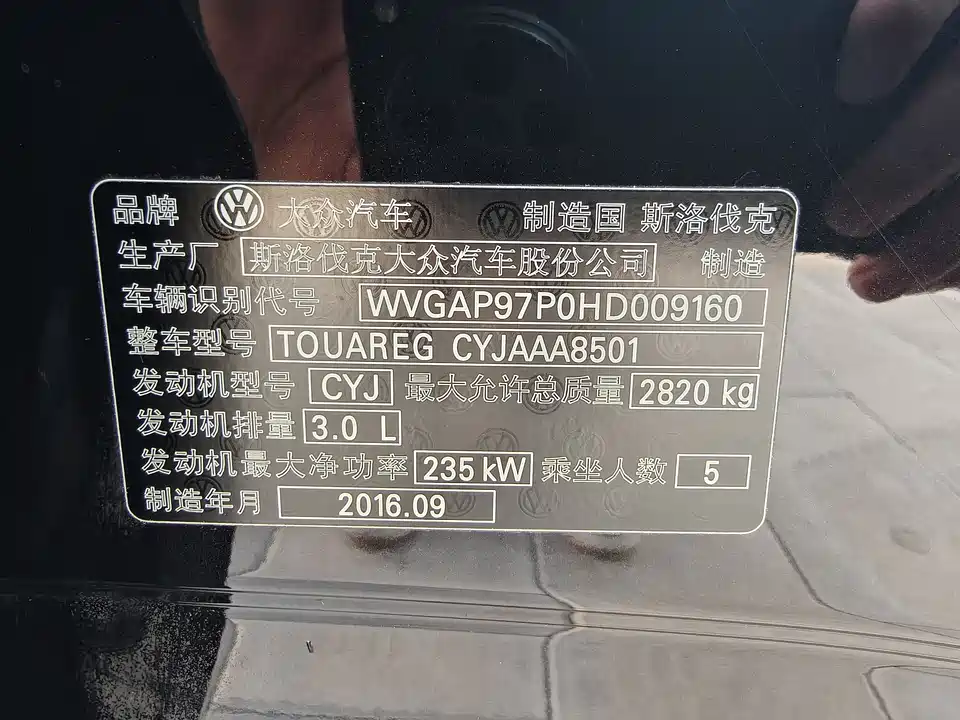 品牌 大众汽车 制造国 斯洛伐克
生产厂 斯洛伐克大众汽车股份公司 制造
车辆识别代号 WVGAP97P0HD009160
整车型号 TOUAREG CYJAAA8501
发动机型号 CYJ 最大允许总质量 2820 kg
发动机排量 3.0 L
发动机最大净功率 235 kW 乘坐人数 5
制造年月 2016.09